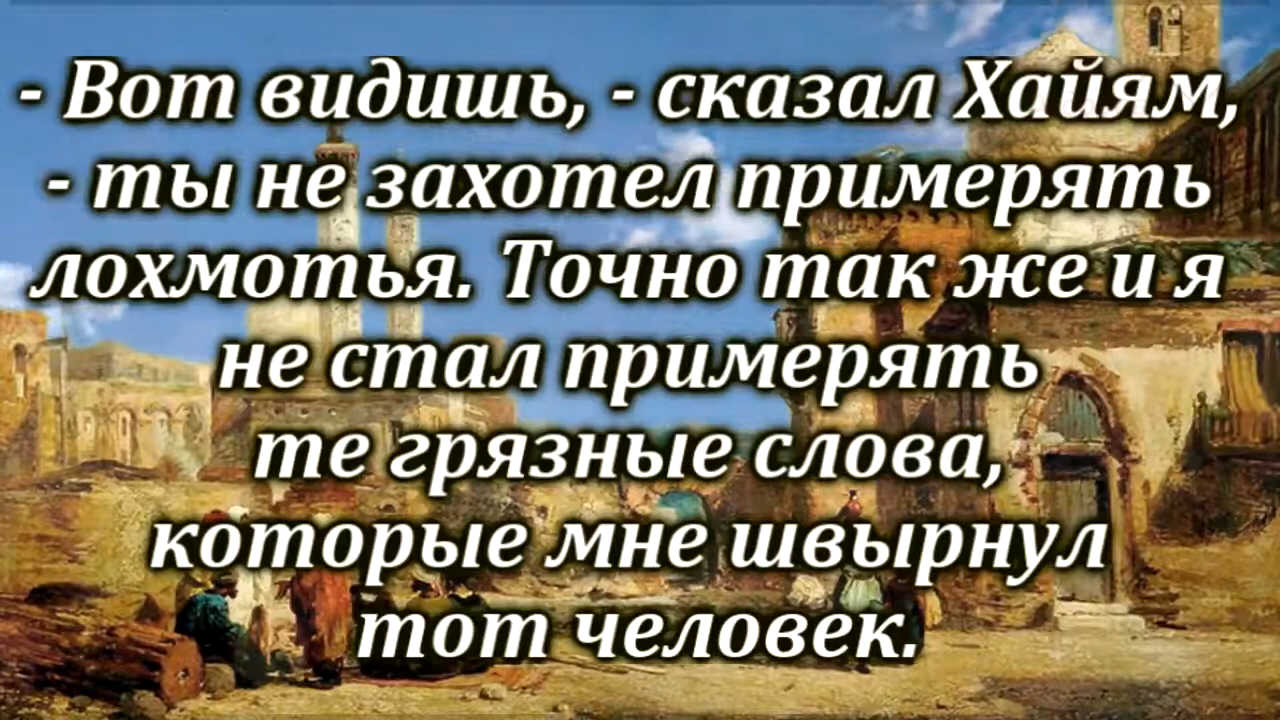 - Вот видишь, - сказал Хайям,
- ты не захотел примерять
лохмотья. Точно так же и я
не стал примерять
те грязные слова,
которые мне швырнул
тот человек.